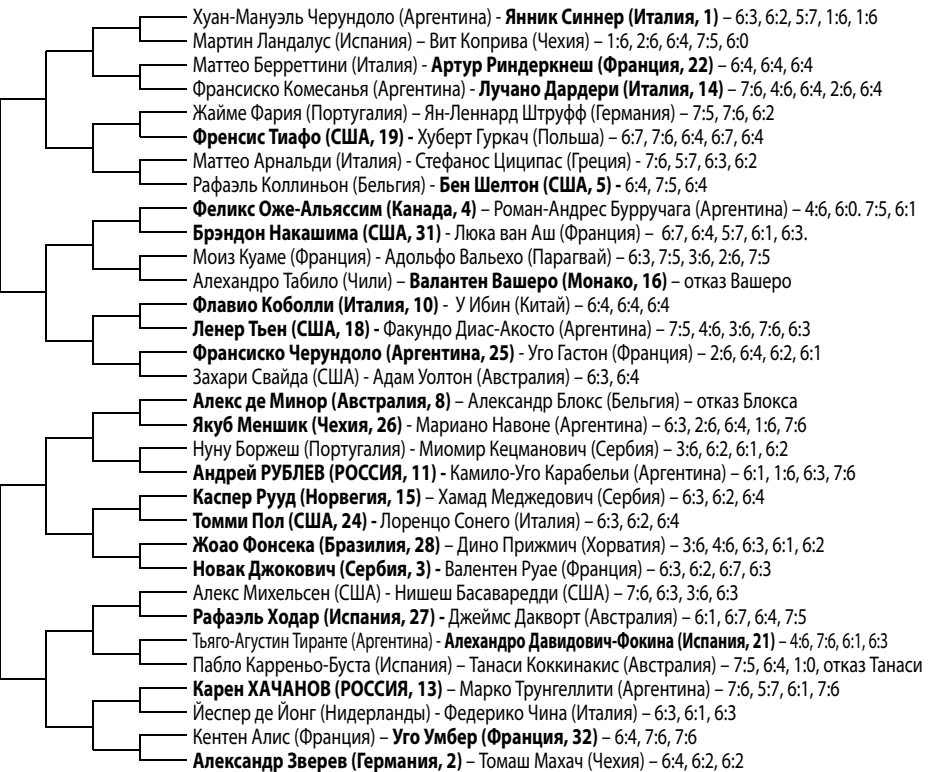 Хуан-Мануэль Черундоло (Аргентина) - Янник Синнер (Италия, 1) – 6:3, 6:2, 5:7, 1:6, 1:6
Мартин Ландалус (Испания) – Вит Коприва (Чехия) – 1:6, 2:6, 6:4, 7:5, 6:0
Маттео Берреттини (Италия) - Артур Риндеркнеш (Франция, 22) – 6:4, 6:4, 6:4
Франсиско Комесанья (Аргентина) - Лучано Дардери (Италия, 14) – 7:6, 4:6, 6:4, 2:6, 6:4
Жайме Фария (Португалия) – Ян-Леннард Штруфф (Германия) – 7:5, 7:6, 6:2
Френсис Тиафо (США, 19) - Хуберт Гуркач (Польша) – 6:7, 7:6, 6:4, 6:7, 6:4
Маттео Арнальди (Италия) - Стефанос Циципас (Греция) - 7:6, 5:7, 6:3, 6:2
Рафаэль Коллиньон (Бельгия) - Бен Шелтон (США, 5) - 6:4, 7:5, 6:4
Феликс Оже-Альяссим (Канада, 4) – Роман-Андрес Бурручага (Аргентина) – 4:6, 6:0. 7:5, 6:1
Брэндон Накашима (США, 31) - Люка ван Аш (Франция) – 6:7, 6:4, 5:7, 6:1, 6:3.
Моиз Куаме (Франция) - Адольфо Вальехо (Парагвай) – 6:3, 7:5, 3:6, 2:6, 7:5
Алехандро Табило (Чили) – Валантен Вашеро (Монако, 16) – отказ Вашеро
Флавио Коболли (Италия, 10) - У Ибин (Китай) – 6:4, 6:4, 6:4
Ленер Тьен (США, 18) - Факундо Диас-Акосто (Аргентина) – 7:5, 4:6, 3:6, 7:6, 6:3
Франсиско Черундоло (Аргентина, 25) - Уго Гастон (Франция) – 2:6, 6:4, 6:2, 6:1
Захари Свайда (США) - Адам Уолтон (Австралия) – 6:3, 6:4
Алекс де Минор (Австралия, 8) – Александр Блокс (Бельгия) – отказ Блокса
Якуб Меншик (Чехия, 26) - Мариано Навоне (Аргентина) – 6:3, 2:6, 6:4, 1:6, 7:6
Нуну Боржеш (Португалия) - Миомир Кецманович (Сербия) – 3:6, 6:2, 6:1, 6:2
Андрей РУБЛЕВ (РОССИЯ, 11) - Камило-Уго Карабельи (Аргентина) – 6:1, 1:6, 6:3, 7:6
Каспер Рууд (Норвегия, 15) – Хамад Меджедович (Сербия) – 6:3, 6:2, 6:4
Томми Пол (США, 24) - Лоренцо Сонего (Италия) – 6:3, 6:2, 6:4
Жоао Фонсека (Бразилия, 28) – Дино Прижмич (Хорватия) – 3:6, 4:6, 6:3, 6:1, 6:2
Новак Джокович (Сербия, 3) - Валентен Руае (Франция) – 6:3, 6:2, 6:7, 6:3
Алекс Михельсен (США) - Нишеш Басаваредди (США) – 7:6, 6:3, 3:6, 6:3
Рафаэль Ходар (Испания, 27) - Джеймс Дакворт (Австралия) – 6:1, 6:7, 6:4, 7:5
Тьяго-Агустин Тиранте (Аргентина) - Алехандро Давидович-Фокина (Испания, 21) – 4:6, 7:6, 6:1, 6:3
Пабло Карреньо-Буста (Испания) – Танаси Коккинакис (Австралия) – 7:5, 6:4, 1:0, отказ Танаси
Карен ХАЧАНОВ (РОССИЯ, 13) – Марко Трунгеллити (Аргентина) – 7:6, 5:7, 6:1, 7:6
Йеспер де Йонг (Нидерланды) - Федерико Чина (Италия) – 6:3, 6:1, 6:3
Кентен Алис (Франция) – Уго Умбер (Франция, 32) – 6:4, 7:6, 7:6
Александр Зверев (Германия, 2) – Томаш Махач (Чехия) – 6:4, 6:2, 6:2